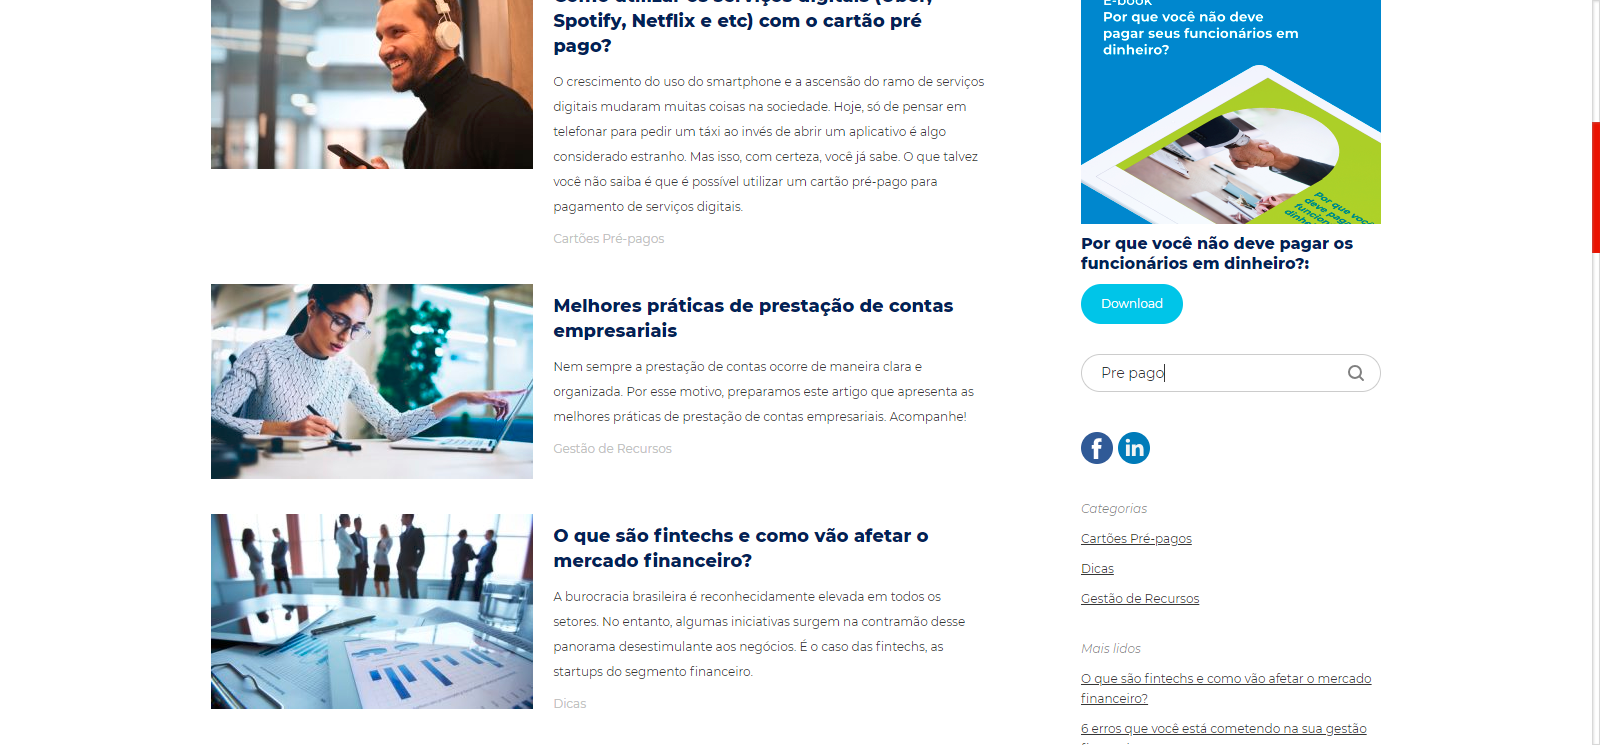 Como utilizar os serviços digitais (Uber,
Spotify, Netflix e etc) com o cartão pré
pago?
O crescimento do uso do smartphone e a ascensão do ramo de serviços
digitais mudaram muitas coisas na sociedade. Hoje, só de pensar em
telefonar para pedir um táxi ao invés de abrir um aplicativo é algo
considerado estranho. Mas isso, com certeza, você já sabe. O que talvez
você não saiba é que é possível utilizar um cartão pré-pago para
pagamento de serviços digitais.
Cartões Pré-pagos
Melhores práticas de prestação de contas
empresariais
Nem sempre a prestação de contas ocorre de maneira clara e
organizada. Por esse motivo, preparamos este artigo que apresenta as
melhores práticas de prestação de contas empresariais. Acompanhe!
Gestão de Recursos
O que são fintechs e como vão afetar o
mercado financeiro?
A burocracia brasileira é reconhecidamente elevada em todos os
setores. No entanto, algumas iniciativas surgem na contramão desse
panorama desestimulante aos negócios. É o caso das fintechs, as
startups do segmento financeiro.
Dicas
E-book
Por que você não deve
pagar seus funcionários em
dinheiro?
Por que você
deve pag
funcion
dinhe
Por que você não deve pagar os
funcionários em dinheiro?:
Download
Pre pago
f
in
Categorias
Cartões Pré-pagos
Dicas
Gestão de Recursos
Mais lidos
O que são fintechs e como vão afetar o mercado
financeiro?
6 erros que você está cometendo na sua gestão